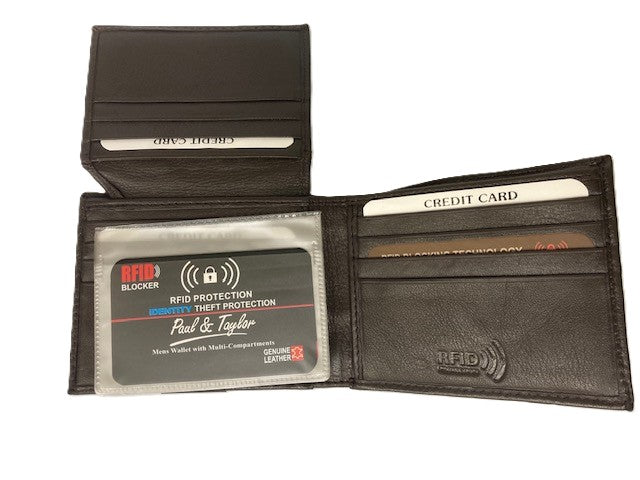 CREDIT CARD
CREDIT CARD
RFID BLOCKING TECHNOLOGY
RFID
BLOCKER
RFID PROTECTION
IDENTITY THEFT PROTECTION
Paul & Taylor
Mens Wallet with Multi-Compartments
GENUINE
LEATHER
RFID